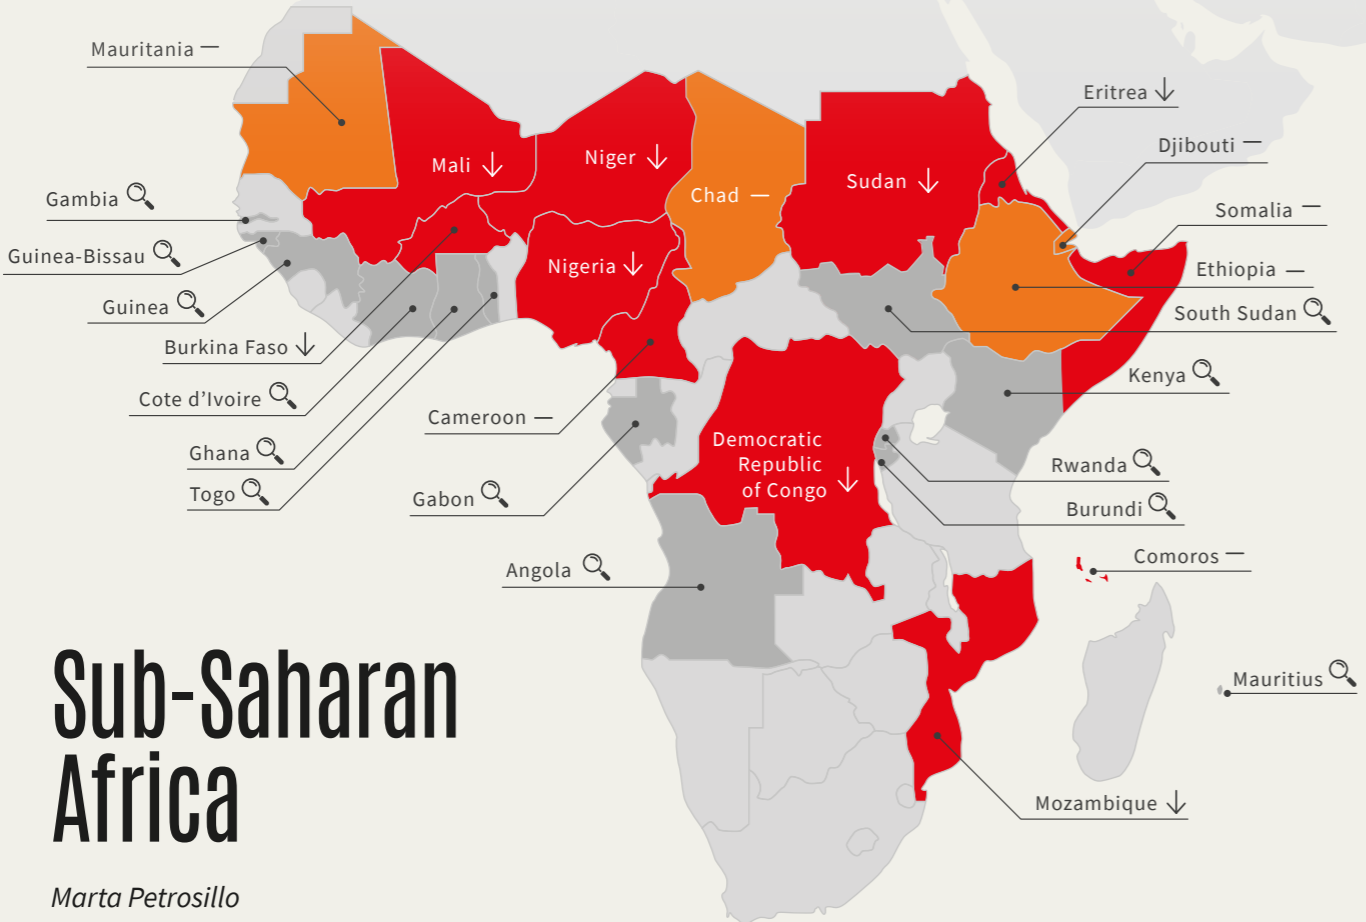 Mauritania —
Mali ↓
Niger ↓
Chad —
Sudan ↓
Eritrea ↓
Djibouti —
Somalia —
Ethiopia —
South Sudan
Kenya
Gambia
Guinea-Bissau
Guinea
Burkina Faso ↓
Cote d’Ivoire
Ghana
Togo
Nigeria ↓
Cameroon —
Gabon
Democratic
Republic
of Congo ↓
Rwanda
Burundi
Angola
Comoros —
Mauritius
Mozambique ↓
Sub-Saharan
Africa
Marta Petrosillo